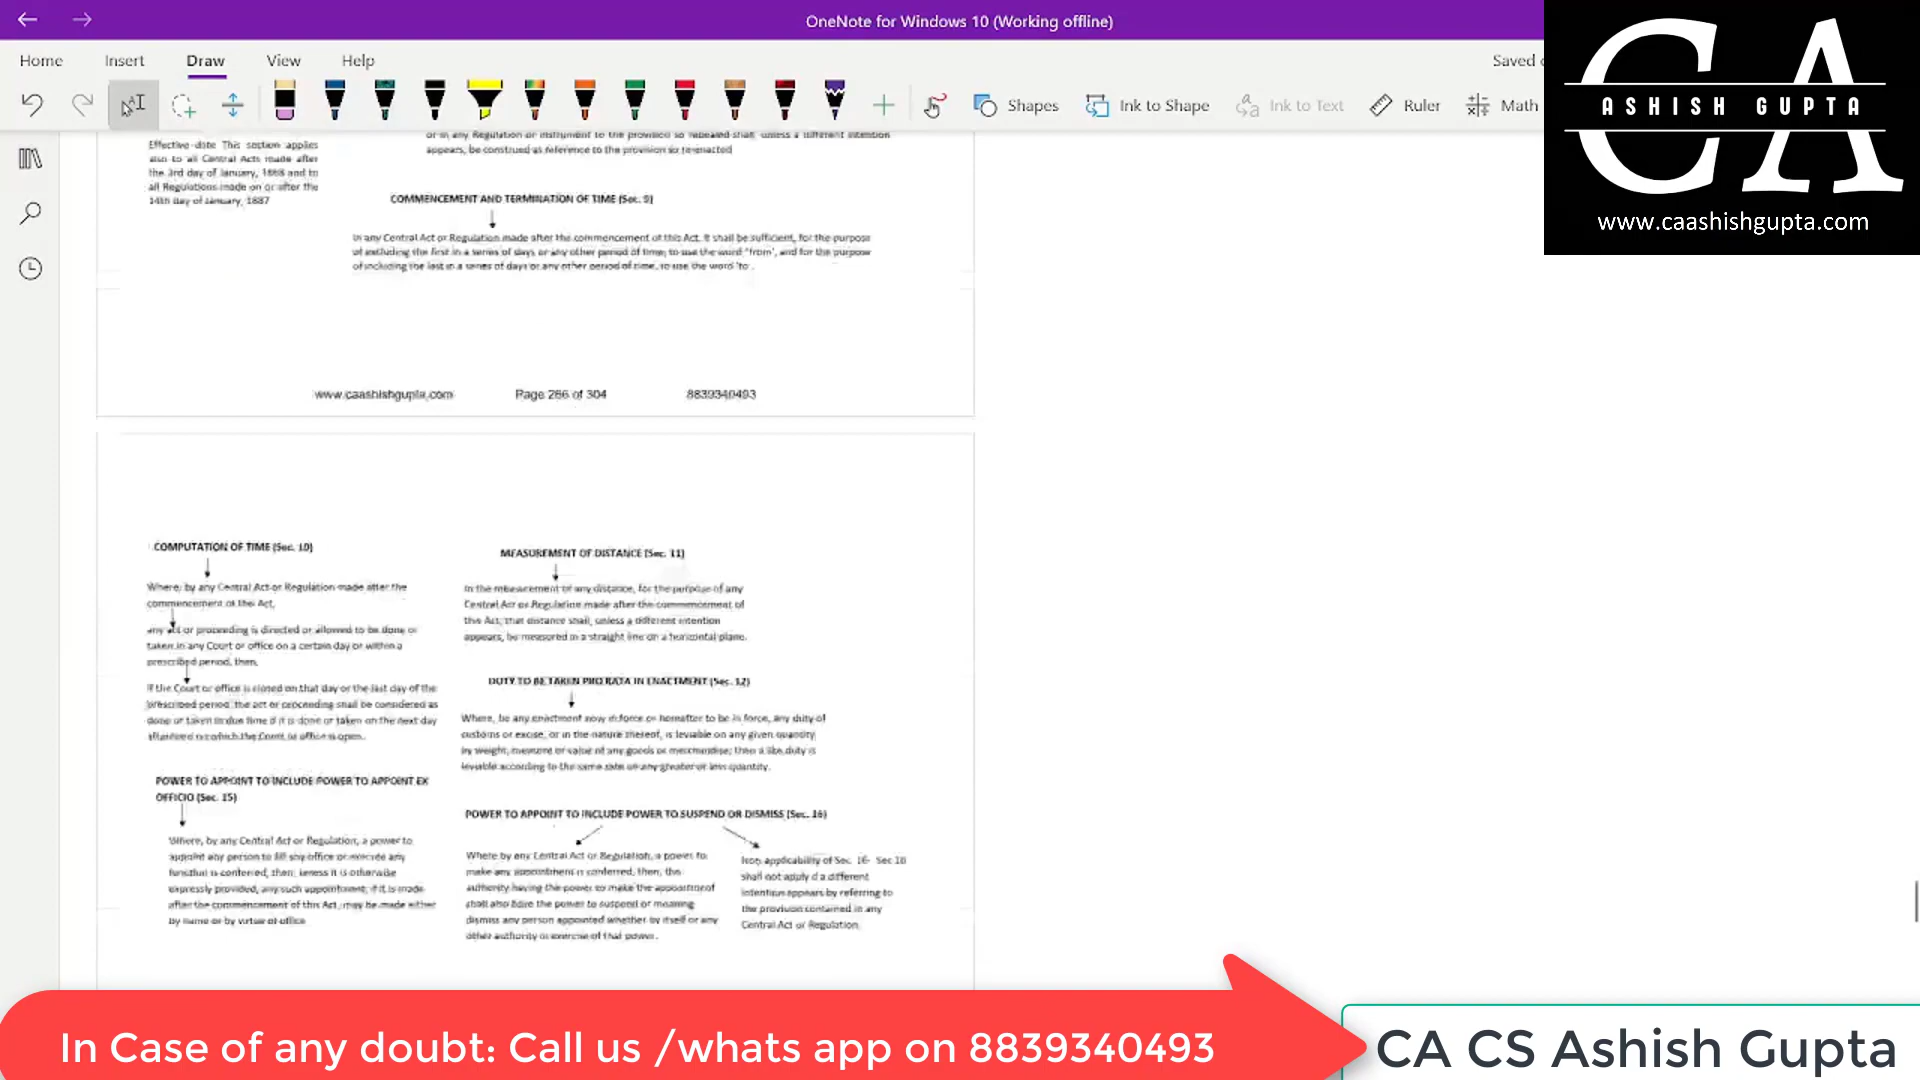 OneNote for Windows 10 (Working offline)
Home Insert Draw View Help
Saved
Shapes Ink to Shape Ink to Text Ruler Math
CA
ASHISH GUPTA
www.caashishgupta.com
or in any Regulation or instrument to the provision so repealed shall, unless a different intention
appears, be construed as reference to the provision so re-enacted
Effective date This section applies
also to all Central Acts made after
the 3rd day of January, 1868 and to
all Regulations made on or after the
14th day of January, 1887
COMMENCEMENT AND TERMINATION OF TIME (Sec. 9)
In any Central Act or Regulation made after the commencement of this Act, it shall be sufficient, for the purpose
of excluding the first in a series of days or any other period of time, to use the word "from", and for the purpose
of including the last in a series of days or any other period of time, to use the word 'to'.
www.caashishgupta.com Page 266 of 304 8839340493
COMPUTATION OF TIME (Sec. 10)
Where, by any Central Act or Regulation made after the
commencement of the Act,
any act or proceeding is directed or allowed to be done or
taken in any Court or office on a certain day or within a
prescribed period, then,
If the Court or office is closed on that day or the last day of the
prescribed period, the act or proceeding shall be considered as
done or taken in due time if it is done or taken on the next day
afterward on which the Court or office is open.
MEASUREMENT OF DISTANCE (Sec. 11)
In the measurement of any distance, for the purpose of any
Central Act or Regulation made after the commencement of
this Act, that distance shall, unless a different intention
appears, be measured in a straight line on a horizontal plane.
DUTY TO BE TAKEN PRO RATA IN ENACTMENT (Sec. 12)
Where, be any enactment now in force or hereafter to be in force, any duty of
customs or excise, or in the nature thereof, is leviable on any given quantity
by weight, measure or value of any goods or merchandise, then a like duty is
leviable according to the same rate on any greater or less quantity.
POWER TO APPOINT TO INCLUDE POWER TO APPOINT EX
OFFICIO (Sec. 15)
Where, by any Central Act or Regulation, a power to
appoint any person to fill any office or execute any
function is conferred, then, unless it is otherwise
expressly provided, any such appointment, if it is made
after the commencement of this Act, may be made either
by name or by virtue of office
POWER TO APPOINT TO INCLUDE POWER TO SUSPEND OR DISMISS (Sec. 16)
Where by any Central Act or Regulation, a power to
make any appointment is conferred, then, the
authority having the power to make the appointment
shall also have the power to suspend or
dismiss any person appointed whether by itself or any
other authority in exercise of that power.
Non applicability of Sec. 16- Sec
shall not apply if a different
intention appears by referring to
the provision contained in any
Central Act or Regulation
In Case of any doubt: Call us /whats app on 8839340493
CA CS Ashish Gupta